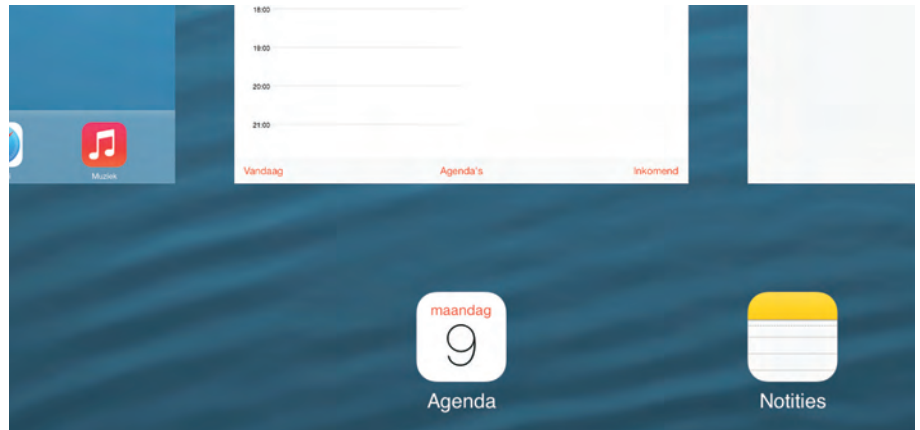 18:00
19:00
20:00
21:00
Muziek
Vandaag
Agenda's
Inkomend
maandag
9
Agenda
Notities